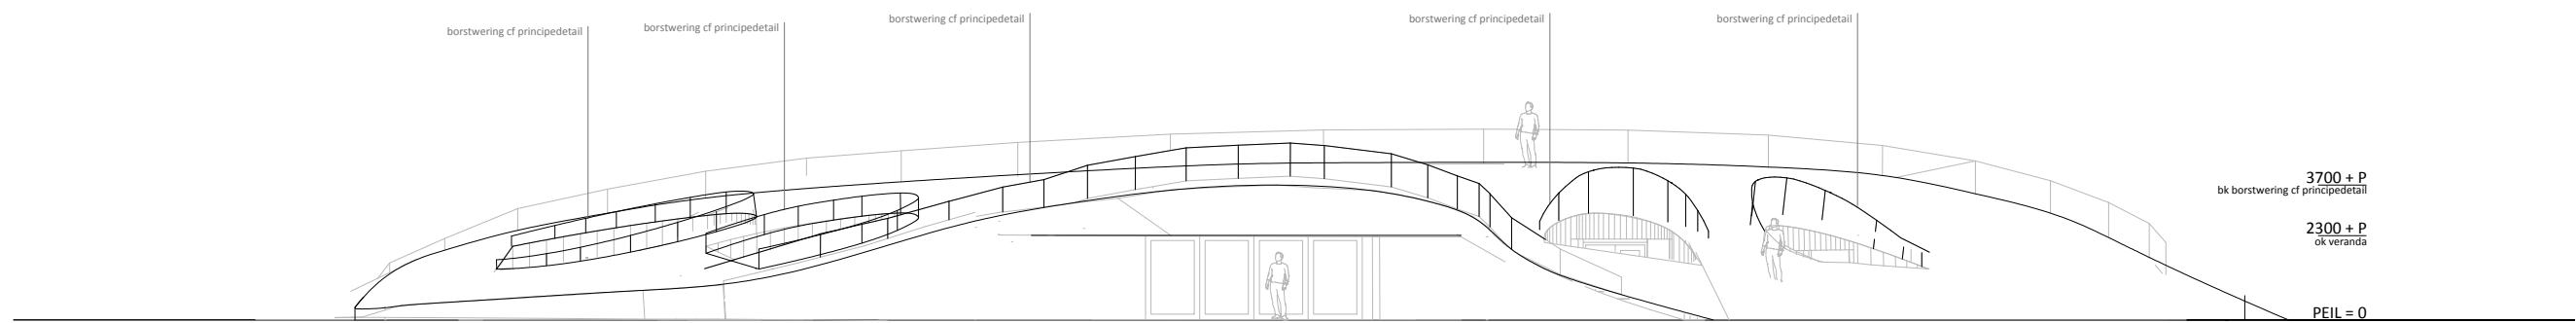 borstwering cf principedetail
borstwering cf principedetail
borstwering cf principedetail
borstwering cf principedetail
borstwering cf principedetail
3700 + P
bk borstwering cf principedetail
2300 + P
ok veranda
PEIL = 0